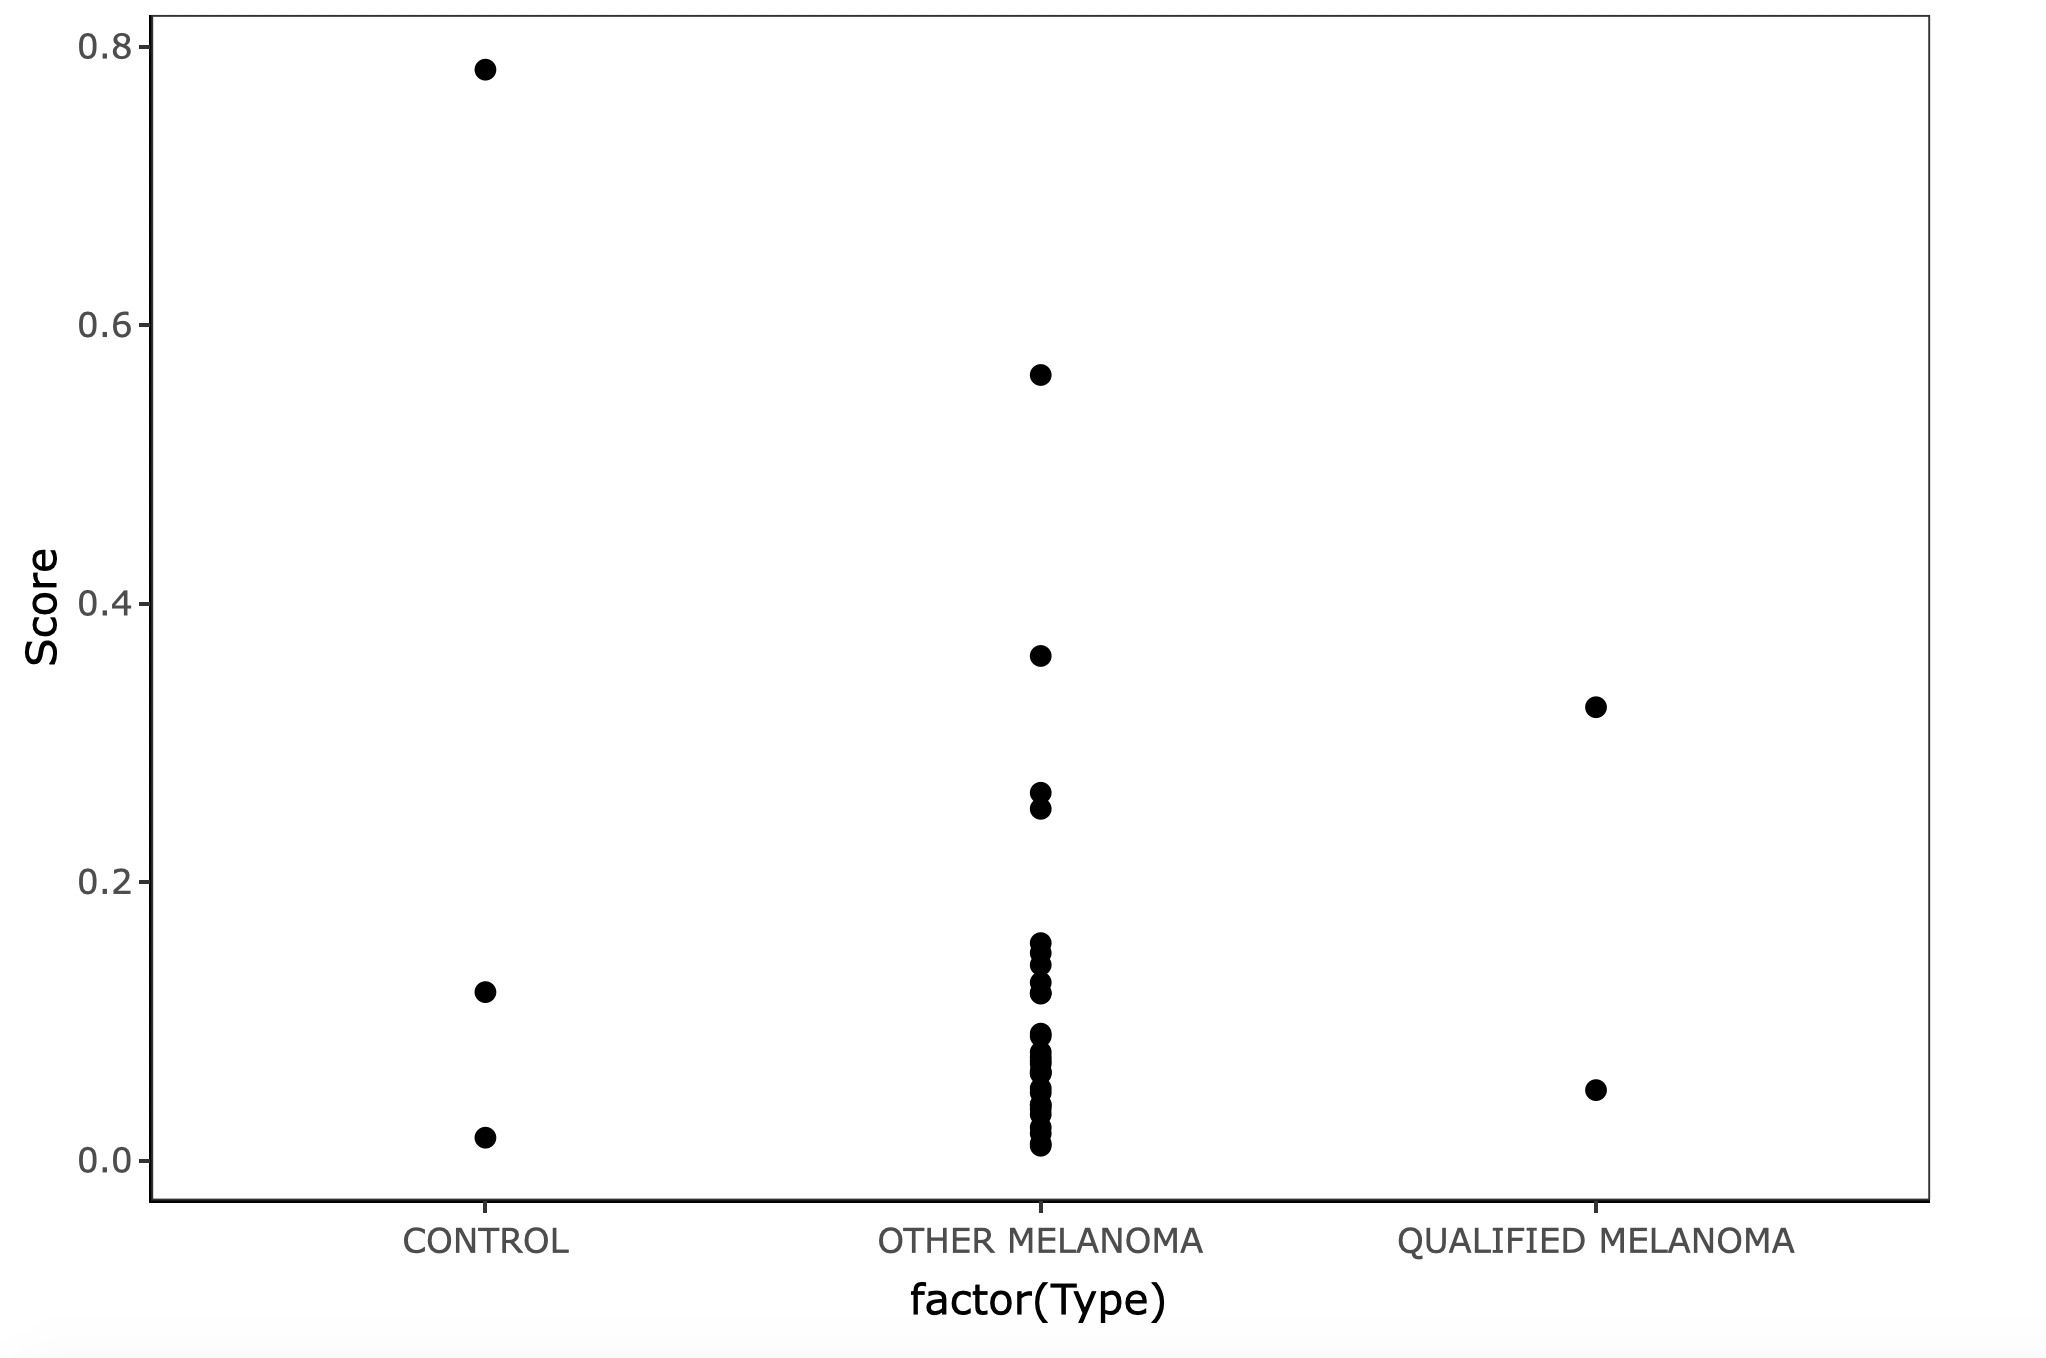 0.8
0.6
0.4
0.2
0.0
Score
CONTROL OTHER MELANOMA QUALIFIED MELANOMA
factor(Type)